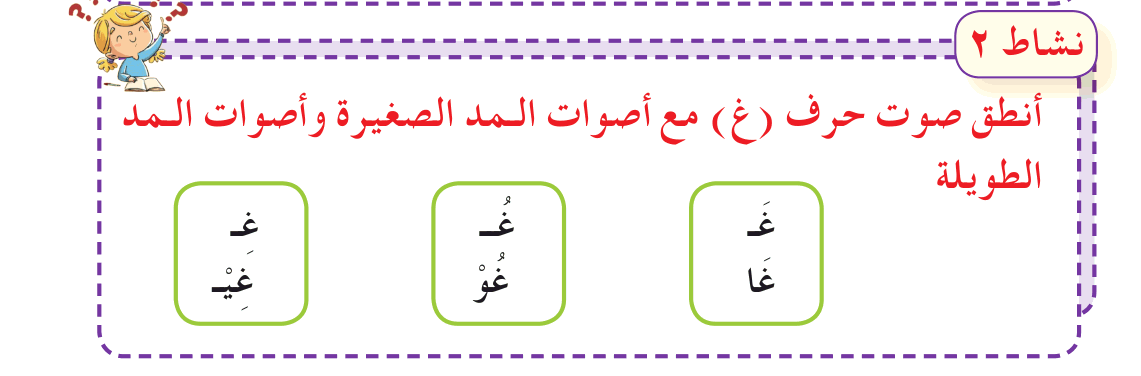 نشاط ٢
أنطق صوت حرف (غ) مع أصوات المد الصغيرة وأصوات المد
الطويلة
غَـ
غَا
غُـ
غُوْ
غِـ
غِيْـ